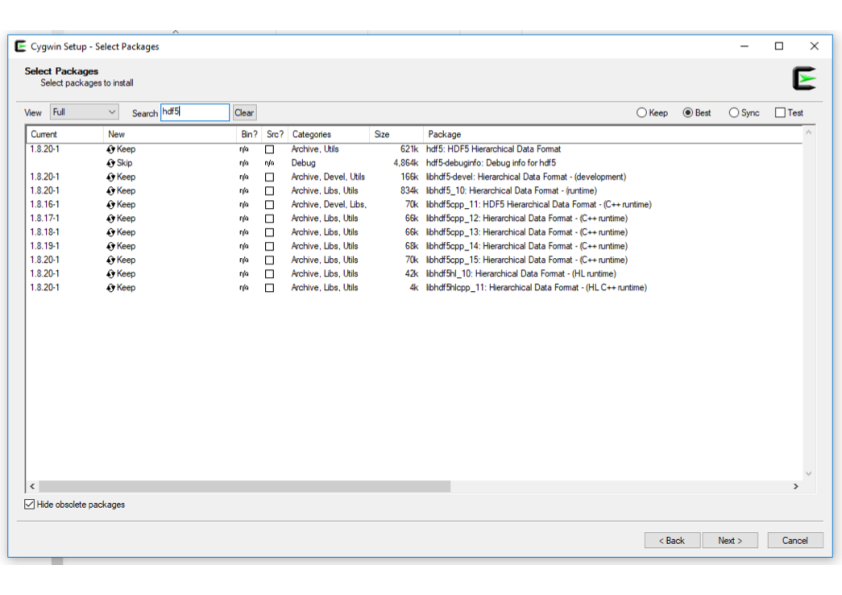 Cygwin Setup - Select Packages
Select Packages
Select packages to install
View Full Search hdf5 Clear Keep Best Sync Test
Current New Bin? Src? Categories Size Package
1.8.20-1 Keep n/a Archive, Utils 621k hdf5: HDF5 Hierarchical Data Format
Skip n/a n/a Debug 4,864k hdf5-debuginfo: Debug info for hdf5
1.8.20-1 Keep n/a Archive, Devel, Utils 166k libhdf5-devel: Hierarchical Data Format - (development)
1.8.20-1 Keep n/a Archive, Libs, Utils 834k libhdf5_10: Hierarchical Data Format - (runtime)
1.8.16-1 Keep n/a Archive, Devel, Libs, 70k libhdf5cpp_11: HDF5 Hierarchical Data Format - (C++ runtime)
1.8.17-1 Keep n/a Archive, Libs, Utils 66k libhdf5cpp_12: Hierarchical Data Format - (C++ runtime)
1.8.18-1 Keep n/a Archive, Libs, Utils 66k libhdf5cpp_13: Hierarchical Data Format - (C++ runtime)
1.8.19-1 Keep n/a Archive, Libs, Utils 68k libhdf5cpp_14: Hierarchical Data Format - (C++ runtime)
1.8.20-1 Keep n/a Archive, Libs, Utils 70k libhdf5cpp_15: Hierarchical Data Format - (C++ runtime)
1.8.20-1 Keep n/a Archive, Libs, Utils 42k libhdf5hl_10: Hierarchical Data Format - (HL runtime)
1.8.20-1 Keep n/a Archive, Libs, Utils 4k libhdf5hlcpp_11: Hierarchical Data Format - (HL C++ runtime)
Hide obsolete packages
< Back Next > Cancel